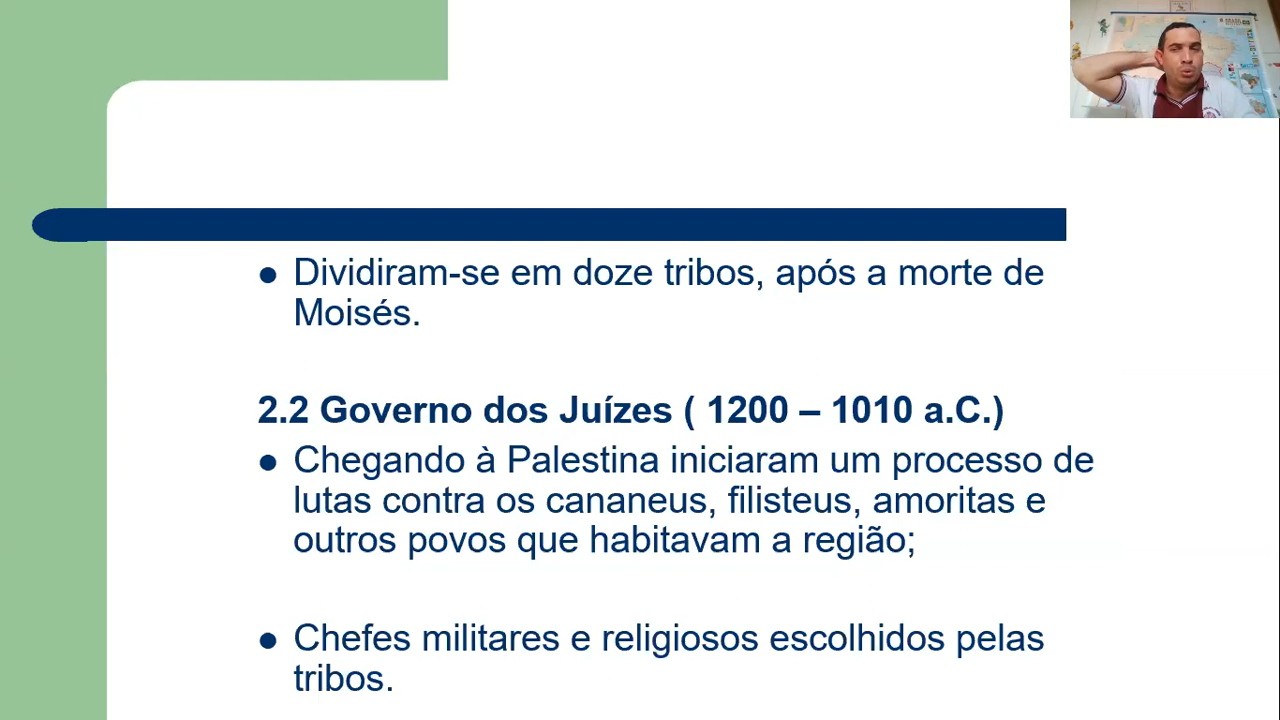 ● Dividiram-se em doze tribos, após a morte de
Moisés.
2.2 Governo dos Juízes ( 1200 – 1010 a.C.)
● Chegando à Palestina iniciaram um processo de
lutas contra os cananeus, filisteus, amoritas e
outros povos que habitavam a região;
● Chefes militares e religiosos escolhidos pelas
tribos.